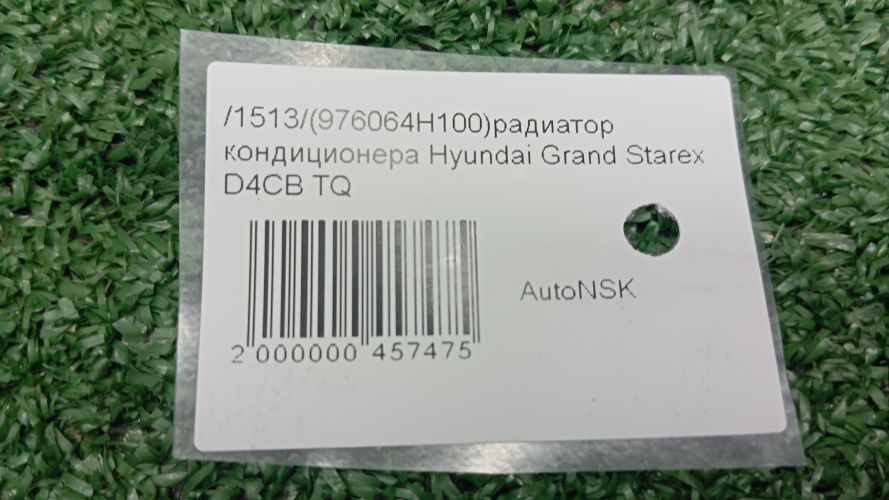 /1513/(976064H100)радиатор
кондиционера Hyundai Grand Starex
D4CB TQ
AutoNSK
2 000000 457475